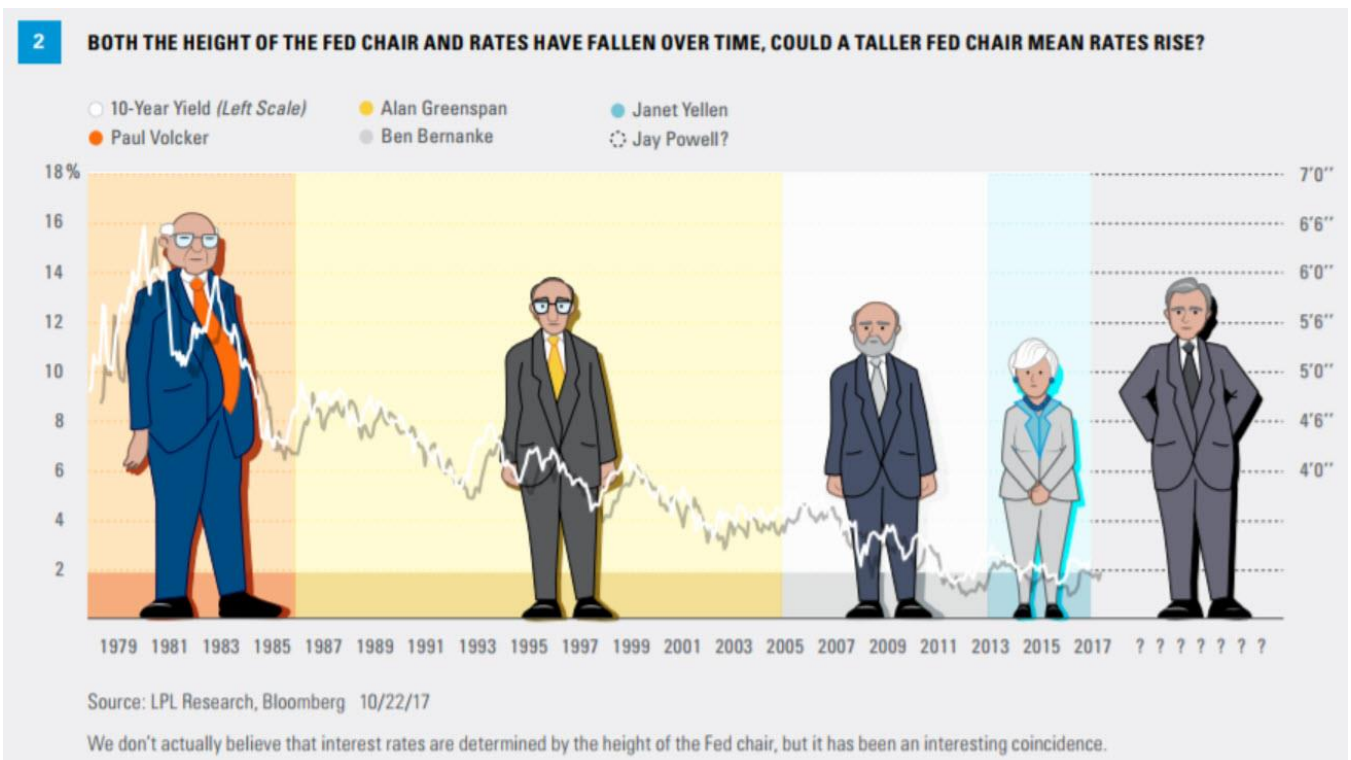 2
BOTH THE HEIGHT OF THE FED CHAIR AND RATES HAVE FALLEN OVER TIME, COULD A TALLER FED CHAIR MEAN RATES RISE?
10-Year Yield (Left Scale)
Alan Greenspan
Janet Yellen
Paul Volcker
Ben Bernanke
Jay Powell?
18%
7'0''
16
6'6''
14
6'0''
12
5'6''
10
5'0''
8
4'6''
6
4'0''
4
2
1979 1981 1983 1985 1987 1989 1991 1993 1995 1997 1999 2001 2003 2005 2007 2009 2011 2013 2015 2017 ? ? ? ? ? ? ?
Source: LPL Research, Bloomberg 10/22/17
We don't actually believe that interest rates are determined by the height of the Fed chair, but it has been an interesting coincidence.